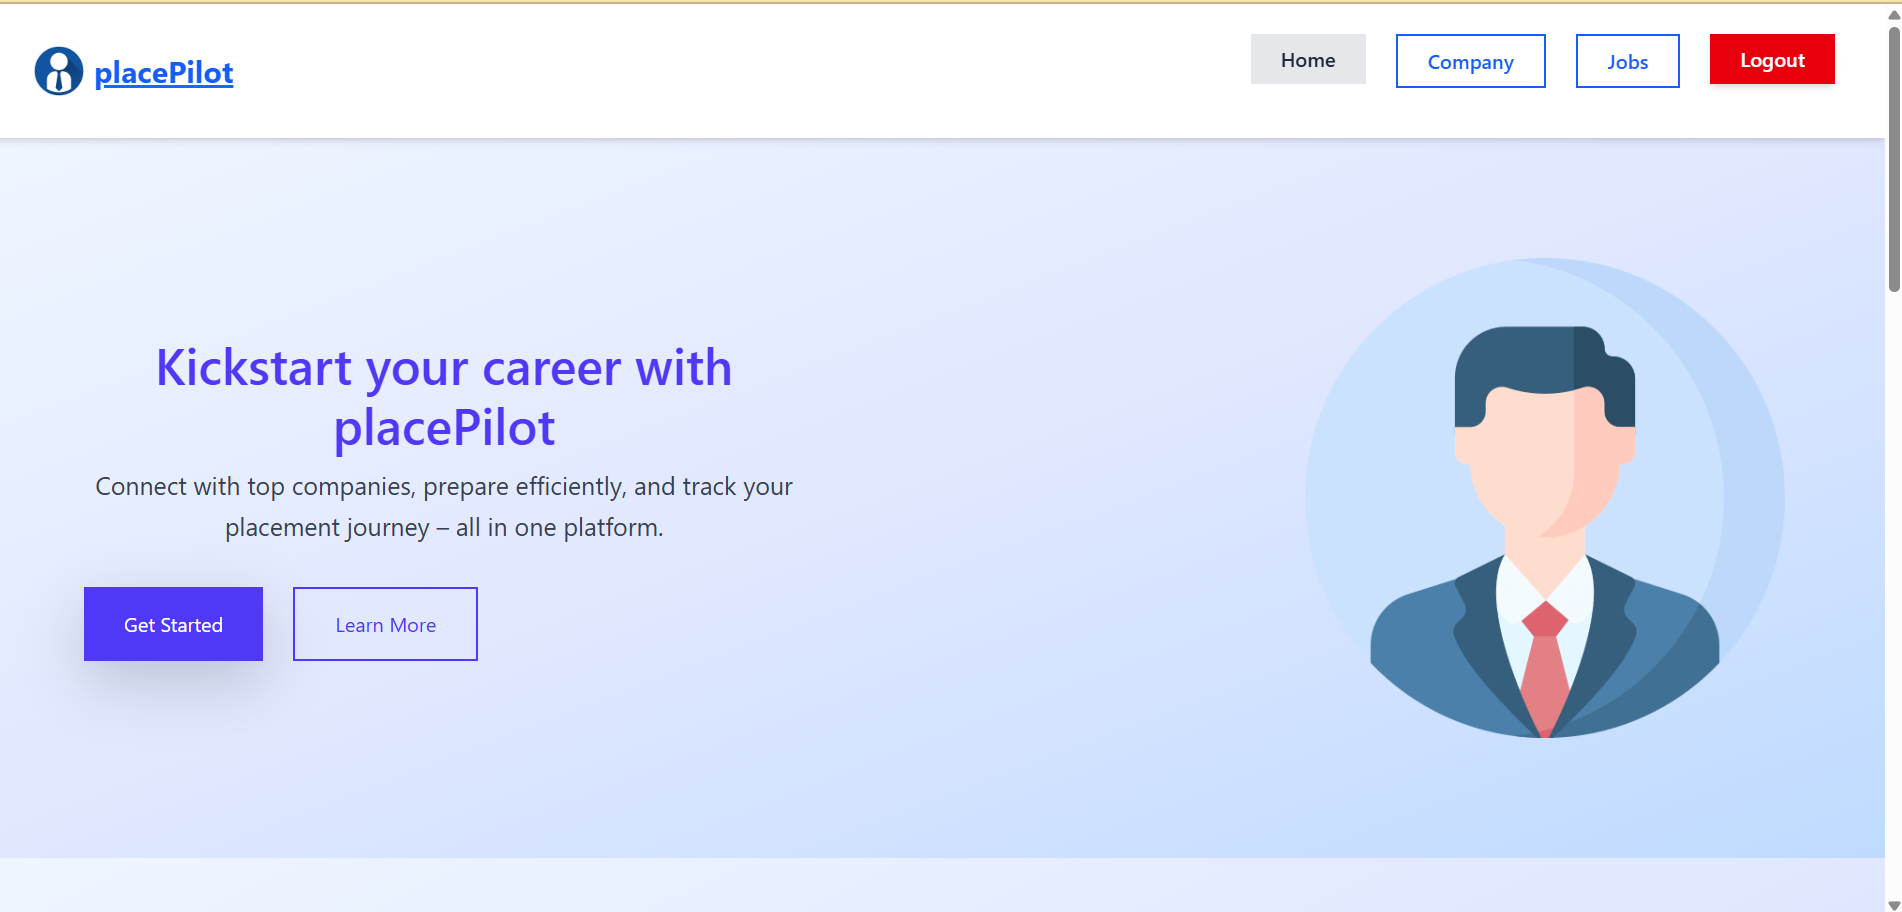 placePilot
Home
Company
Jobs
Logout
Kickstart your career with
placePilot
Connect with top companies, prepare efficiently, and track your
placement journey – all in one platform.
Get Started
Learn More